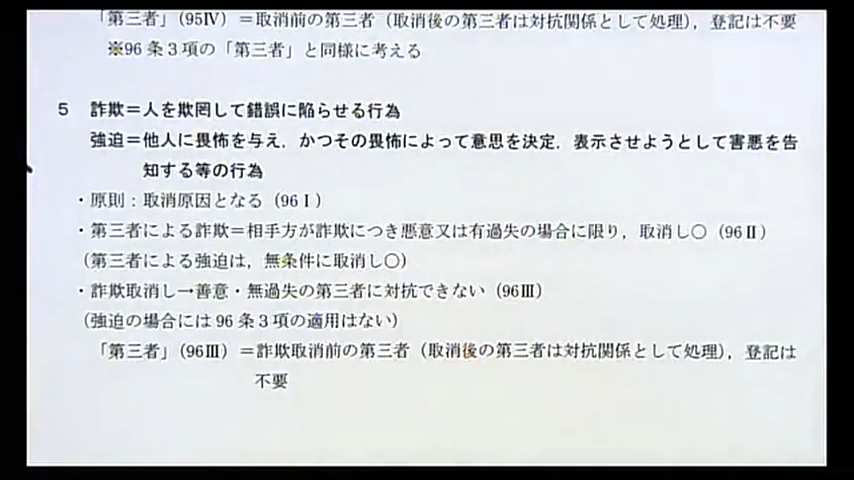 「第三者」（95Ⅳ）＝取消前の第三者（取消後の第三者は対抗関係として処理），登記は不要
※96条３項の「第三者」と同様に考える
５　詐欺＝人を欺罔して錯誤に陥らせる行為
強迫＝他人に畏怖を与え，かつその畏怖によって意思を決定，表示させようとして害悪を告
知する等の行為
・原則：取消原因となる（96Ⅰ）
・第三者による詐欺＝相手方が詐欺につき悪意又は有過失の場合に限り，取消し〇（96Ⅱ）
（第三者による強迫は，無条件に取消し〇）
・詐欺取消し→善意・無過失の第三者に対抗できない（96Ⅲ）
（強迫の場合には96条３項の適用はない）
「第三者」（96Ⅲ）＝詐欺取消前の第三者（取消後の第三者は対抗関係として処理），登記は
不要